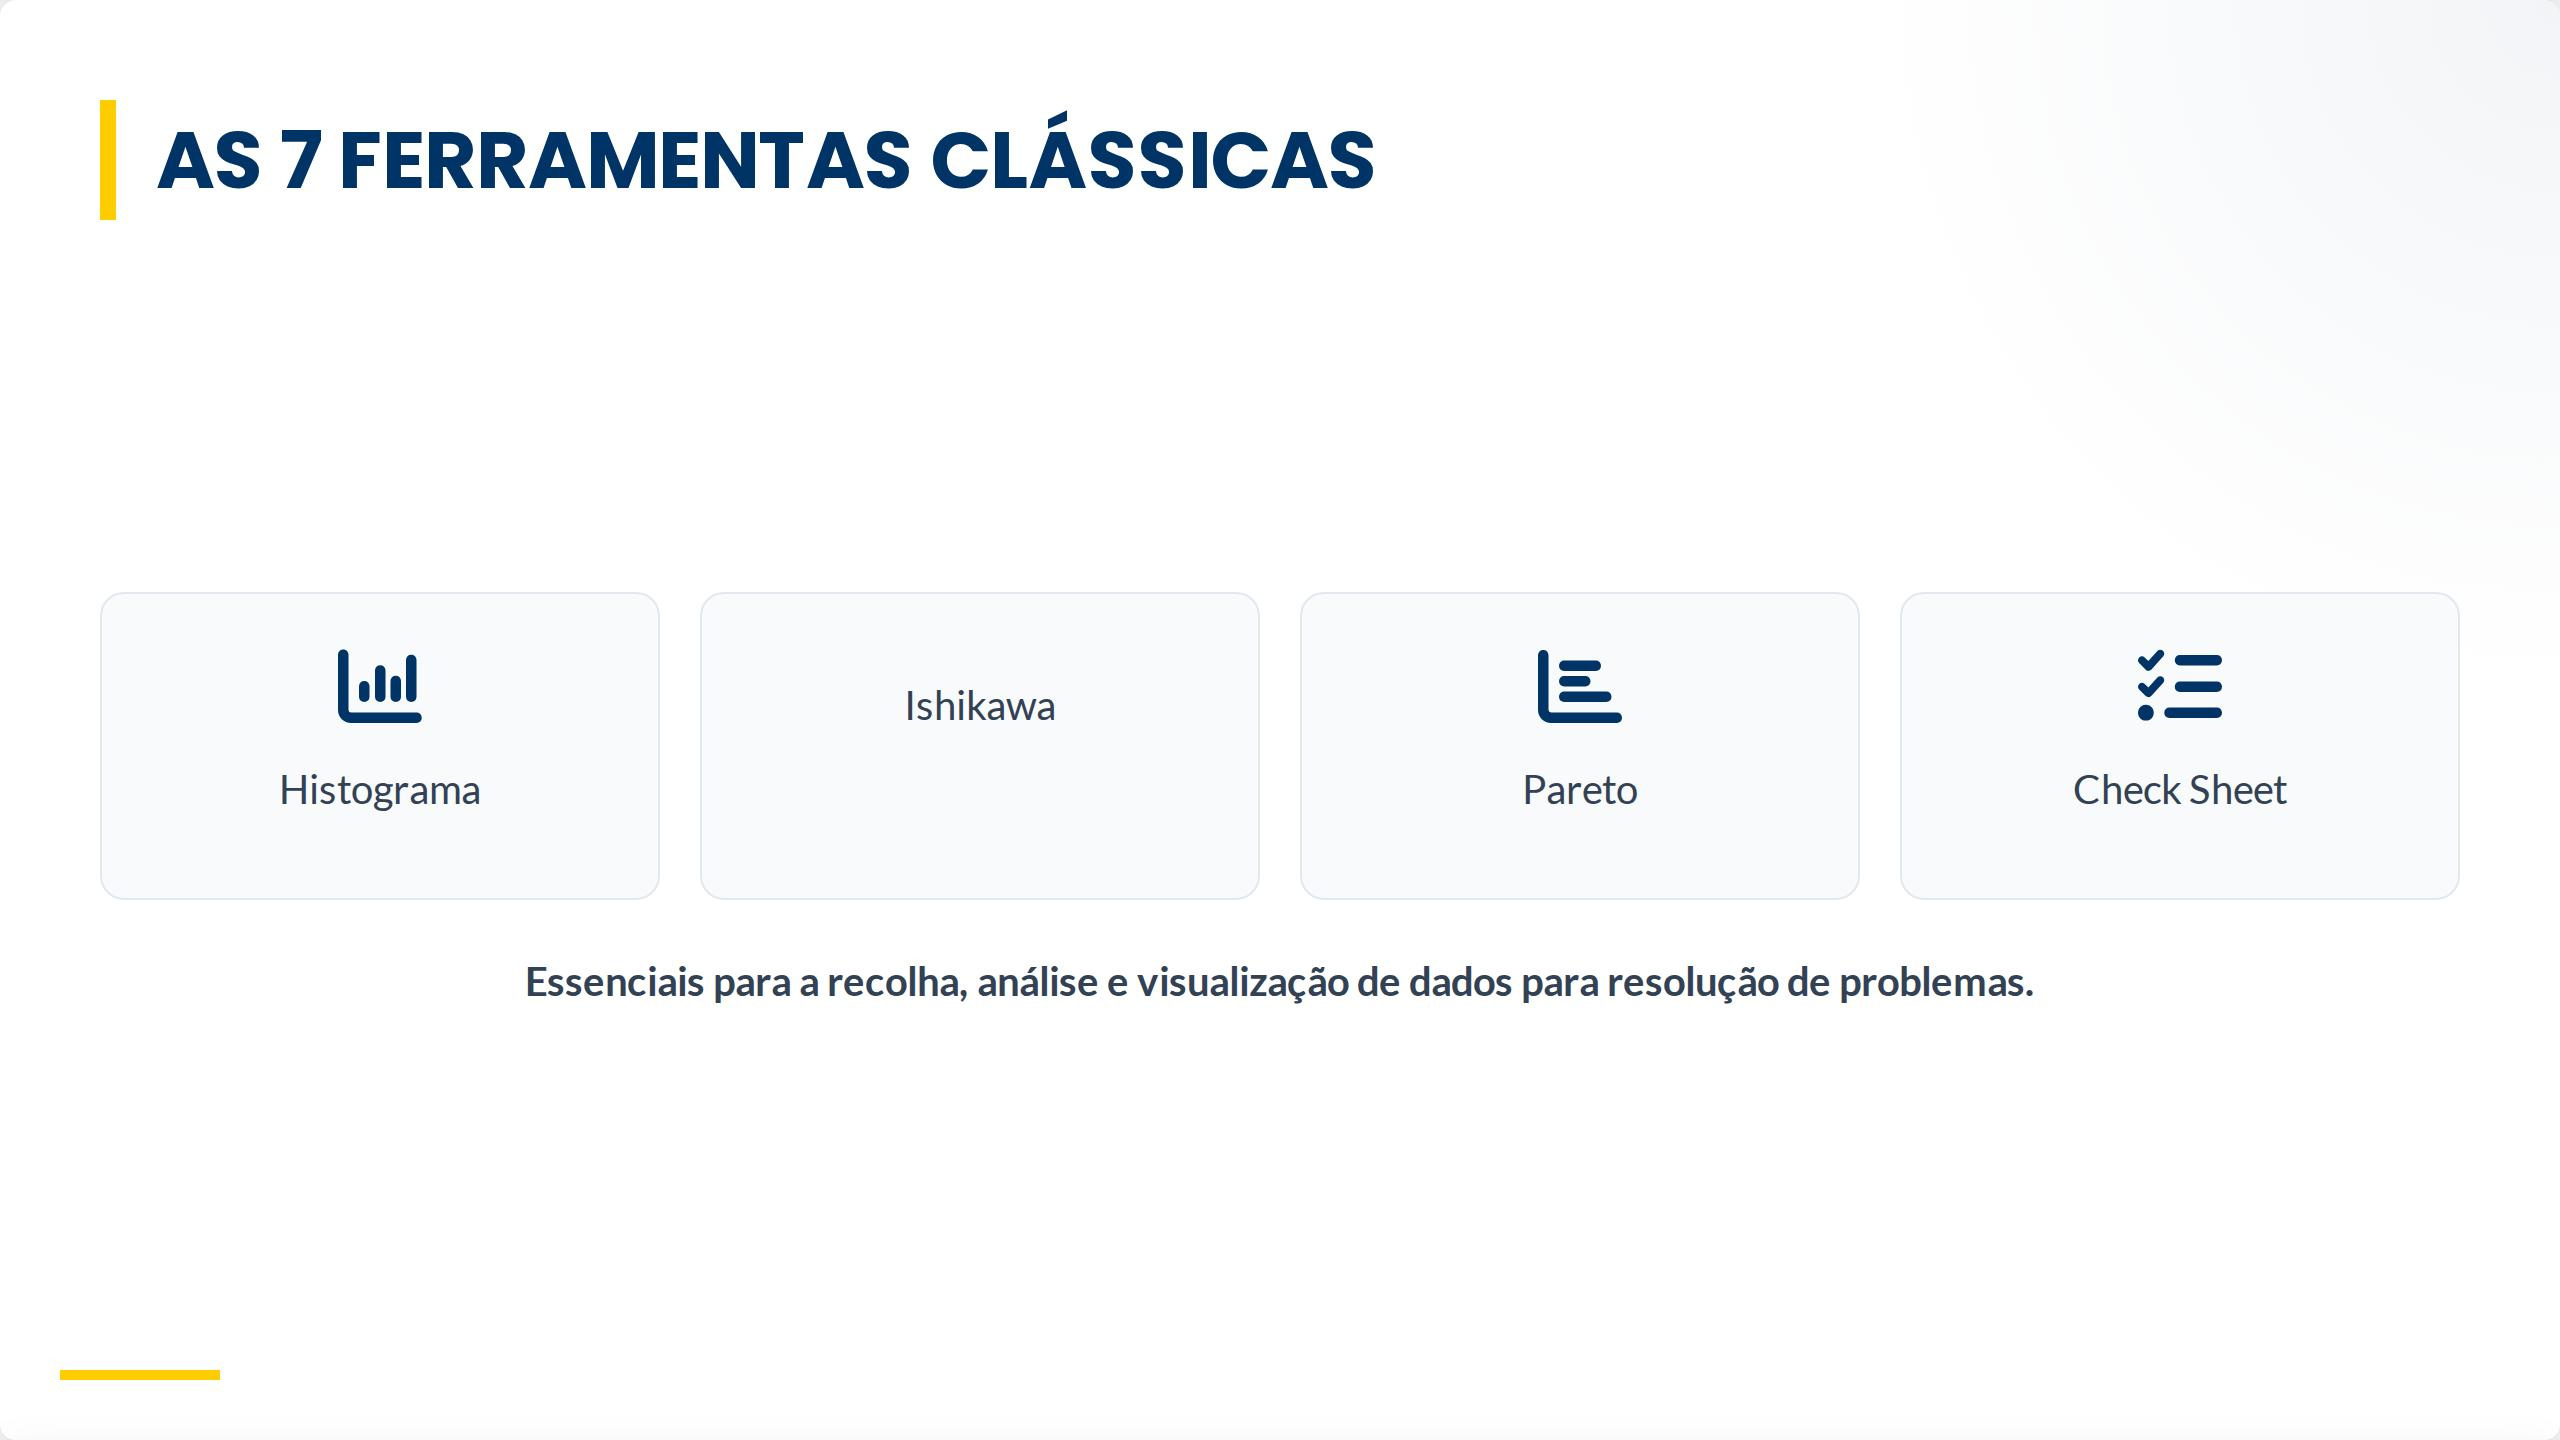 AS 7 FERRAMENTAS CLÁSSICAS
Histograma
Ishikawa
Pareto
Check Sheet
Essenciais para a recolha, análise e visualização de dados para resolução de problemas.